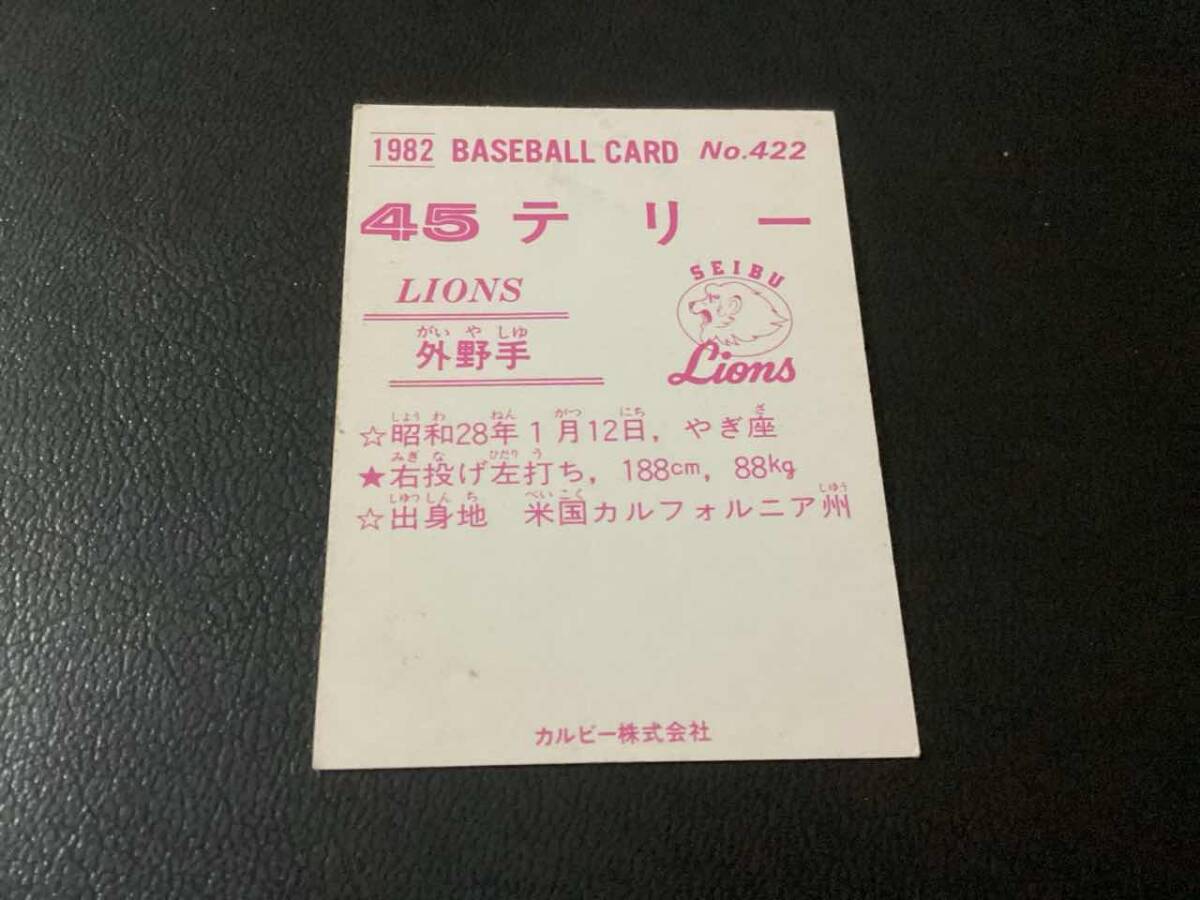 1982 BASEBALL CARD No.422
45 テリー
LIONS
SEIBU
Lions
がいやしゅ
外野手
しょうわ ねん がつ にち ざ
☆昭和28年1月12日, やぎ座
みぎな ひだりう
★右投げ左打ち, 188cm, 88kg
しゅっしんち べいこく しゅう
☆出身地 米国カルフォルニア州
カルビー株式会社